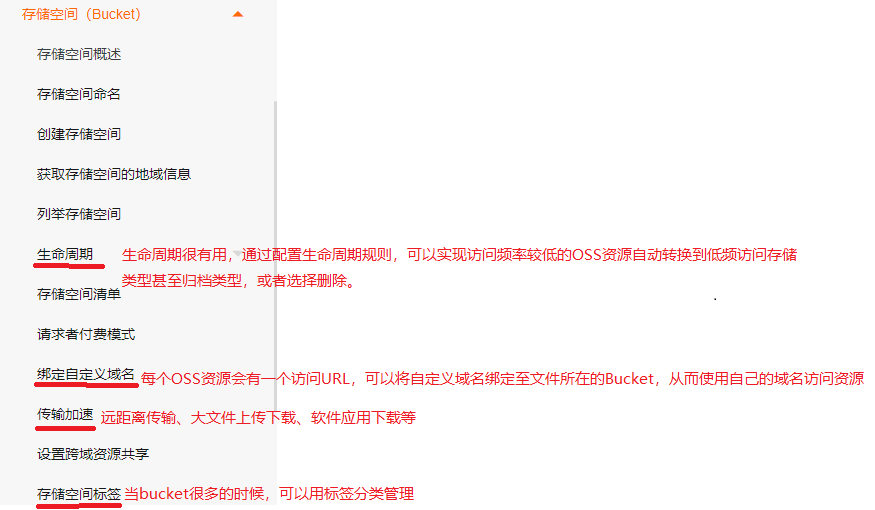 存储空间（Bucket）
存储空间概述
存储空间命名
创建存储空间
获取存储空间的地域信息
列举存储空间
生命周期 生命周期很有用，通过配置生命周期规则，可以实现访问频率较低的OSS资源自动转换到低频访问存储
类型甚至归档类型，或者选择删除。
存储空间清单
请求者付费模式
绑定自定义域名 每个OSS资源会有一个访问URL，可以将自定义域名绑定至文件所在的Bucket，从而使用自己的域名访问资源
传输加速 远距离传输、大文件上传下载、软件应用下载等
设置跨域资源共享
存储空间标签 当bucket很多的时候，可以用标签分类管理